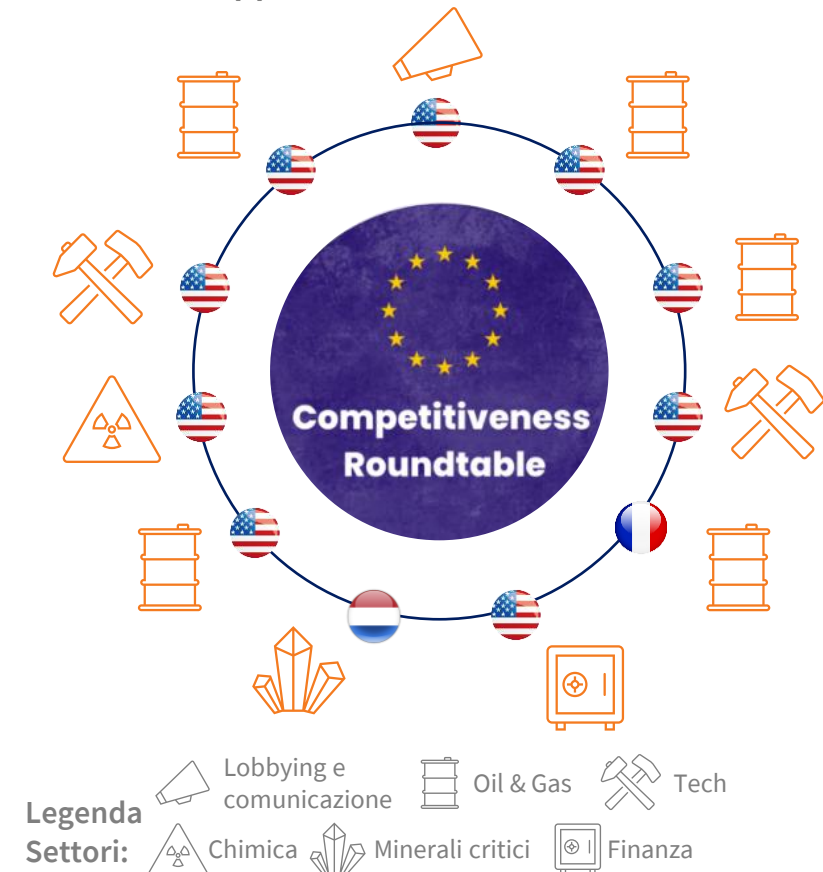 Competitiveness
Roundtable
Lobbying e
comunicazione
Oil & Gas
Tech
Legenda
Settori:
Chimica
Minerali critici
Finanza